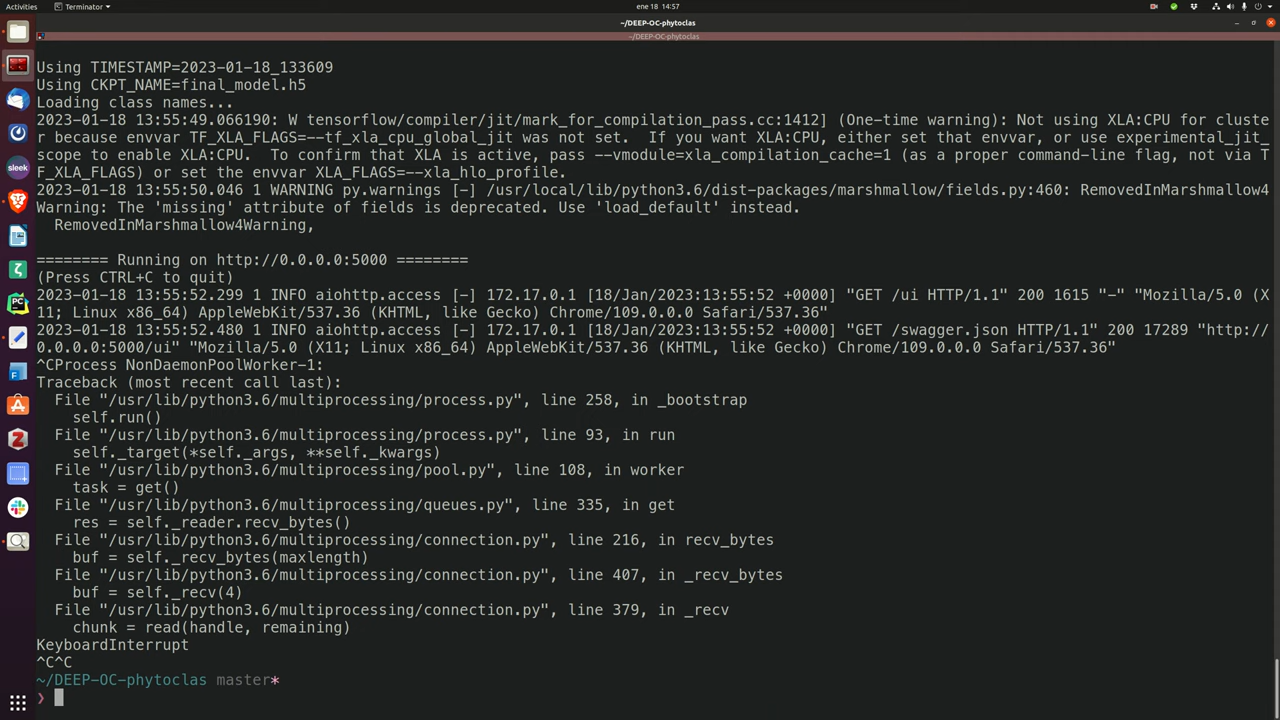 Activities
Terminator
ene 18 14:57
~/DEEP-OC-phytoclas
~/DEEP-OC-phytoclas
Using TIMESTAMP=2023-01-18_133609
Using CKPT_NAME=final_model.h5
Loading class names...
2023-01-18 13:55:49.066190: W tensorflow/compiler/jit/mark_for_compilation_pass.cc:1412] (One-time warning): Not using XLA:CPU for cluste
r because envvar TF_XLA_FLAGS=--tf_xla_cpu_global_jit was not set.  If you want XLA:CPU, either set that envvar, or use experimental_jit_
scope to enable XLA:CPU.  To confirm that XLA is active, pass --vmodule=xla_compilation_cache=1 (as a proper command-line flag, not via T
F_XLA_FLAGS) or set the envvar XLA_FLAGS=--xla_hlo_profile.
2023-01-18 13:55:50.046 1 WARNING py.warnings [-] /usr/local/lib/python3.6/dist-packages/marshmallow/fields.py:460: RemovedInMarshmallow4
Warning: The 'missing' attribute of fields is deprecated. Use 'load_default' instead.
RemovedInMarshmallow4Warning,
======== Running on http://0.0.0.0:5000 ========
(Press CTRL+C to quit)
2023-01-18 13:55:52.299 1 INFO aiohttp.access [-] 172.17.0.1 [18/Jan/2023:13:55:52 +0000] "GET /ui HTTP/1.1" 200 1615 "-" "Mozilla/5.0 (X
11; Linux x86_64) AppleWebKit/537.36 (KHTML, like Gecko) Chrome/109.0.0.0 Safari/537.36"
2023-01-18 13:55:52.480 1 INFO aiohttp.access [-] 172.17.0.1 [18/Jan/2023:13:55:52 +0000] "GET /swagger.json HTTP/1.1" 200 17289 "http://
0.0.0.0:5000/ui" "Mozilla/5.0 (X11; Linux x86_64) AppleWebKit/537.36 (KHTML, like Gecko) Chrome/109.0.0.0 Safari/537.36"
^CProcess NonDaemonPoolWorker-1:
Traceback (most recent call last):
File "/usr/lib/python3.6/multiprocessing/process.py", line 258, in _bootstrap
self.run()
File "/usr/lib/python3.6/multiprocessing/process.py", line 93, in run
self._target(*self._args, **self._kwargs)
File "/usr/lib/python3.6/multiprocessing/pool.py", line 108, in worker
task = get()
File "/usr/lib/python3.6/multiprocessing/queues.py", line 335, in get
res = self._reader.recv_bytes()
File "/usr/lib/python3.6/multiprocessing/connection.py", line 216, in recv_bytes
buf = self._recv_bytes(maxlength)
File "/usr/lib/python3.6/multiprocessing/connection.py", line 407, in _recv_bytes
buf = self._recv(4)
File "/usr/lib/python3.6/multiprocessing/connection.py", line 379, in _recv
chunk = read(handle, remaining)
KeyboardInterrupt
^C^C
~/DEEP-OC-phytoclas master*
❯
sleek
PC
Z